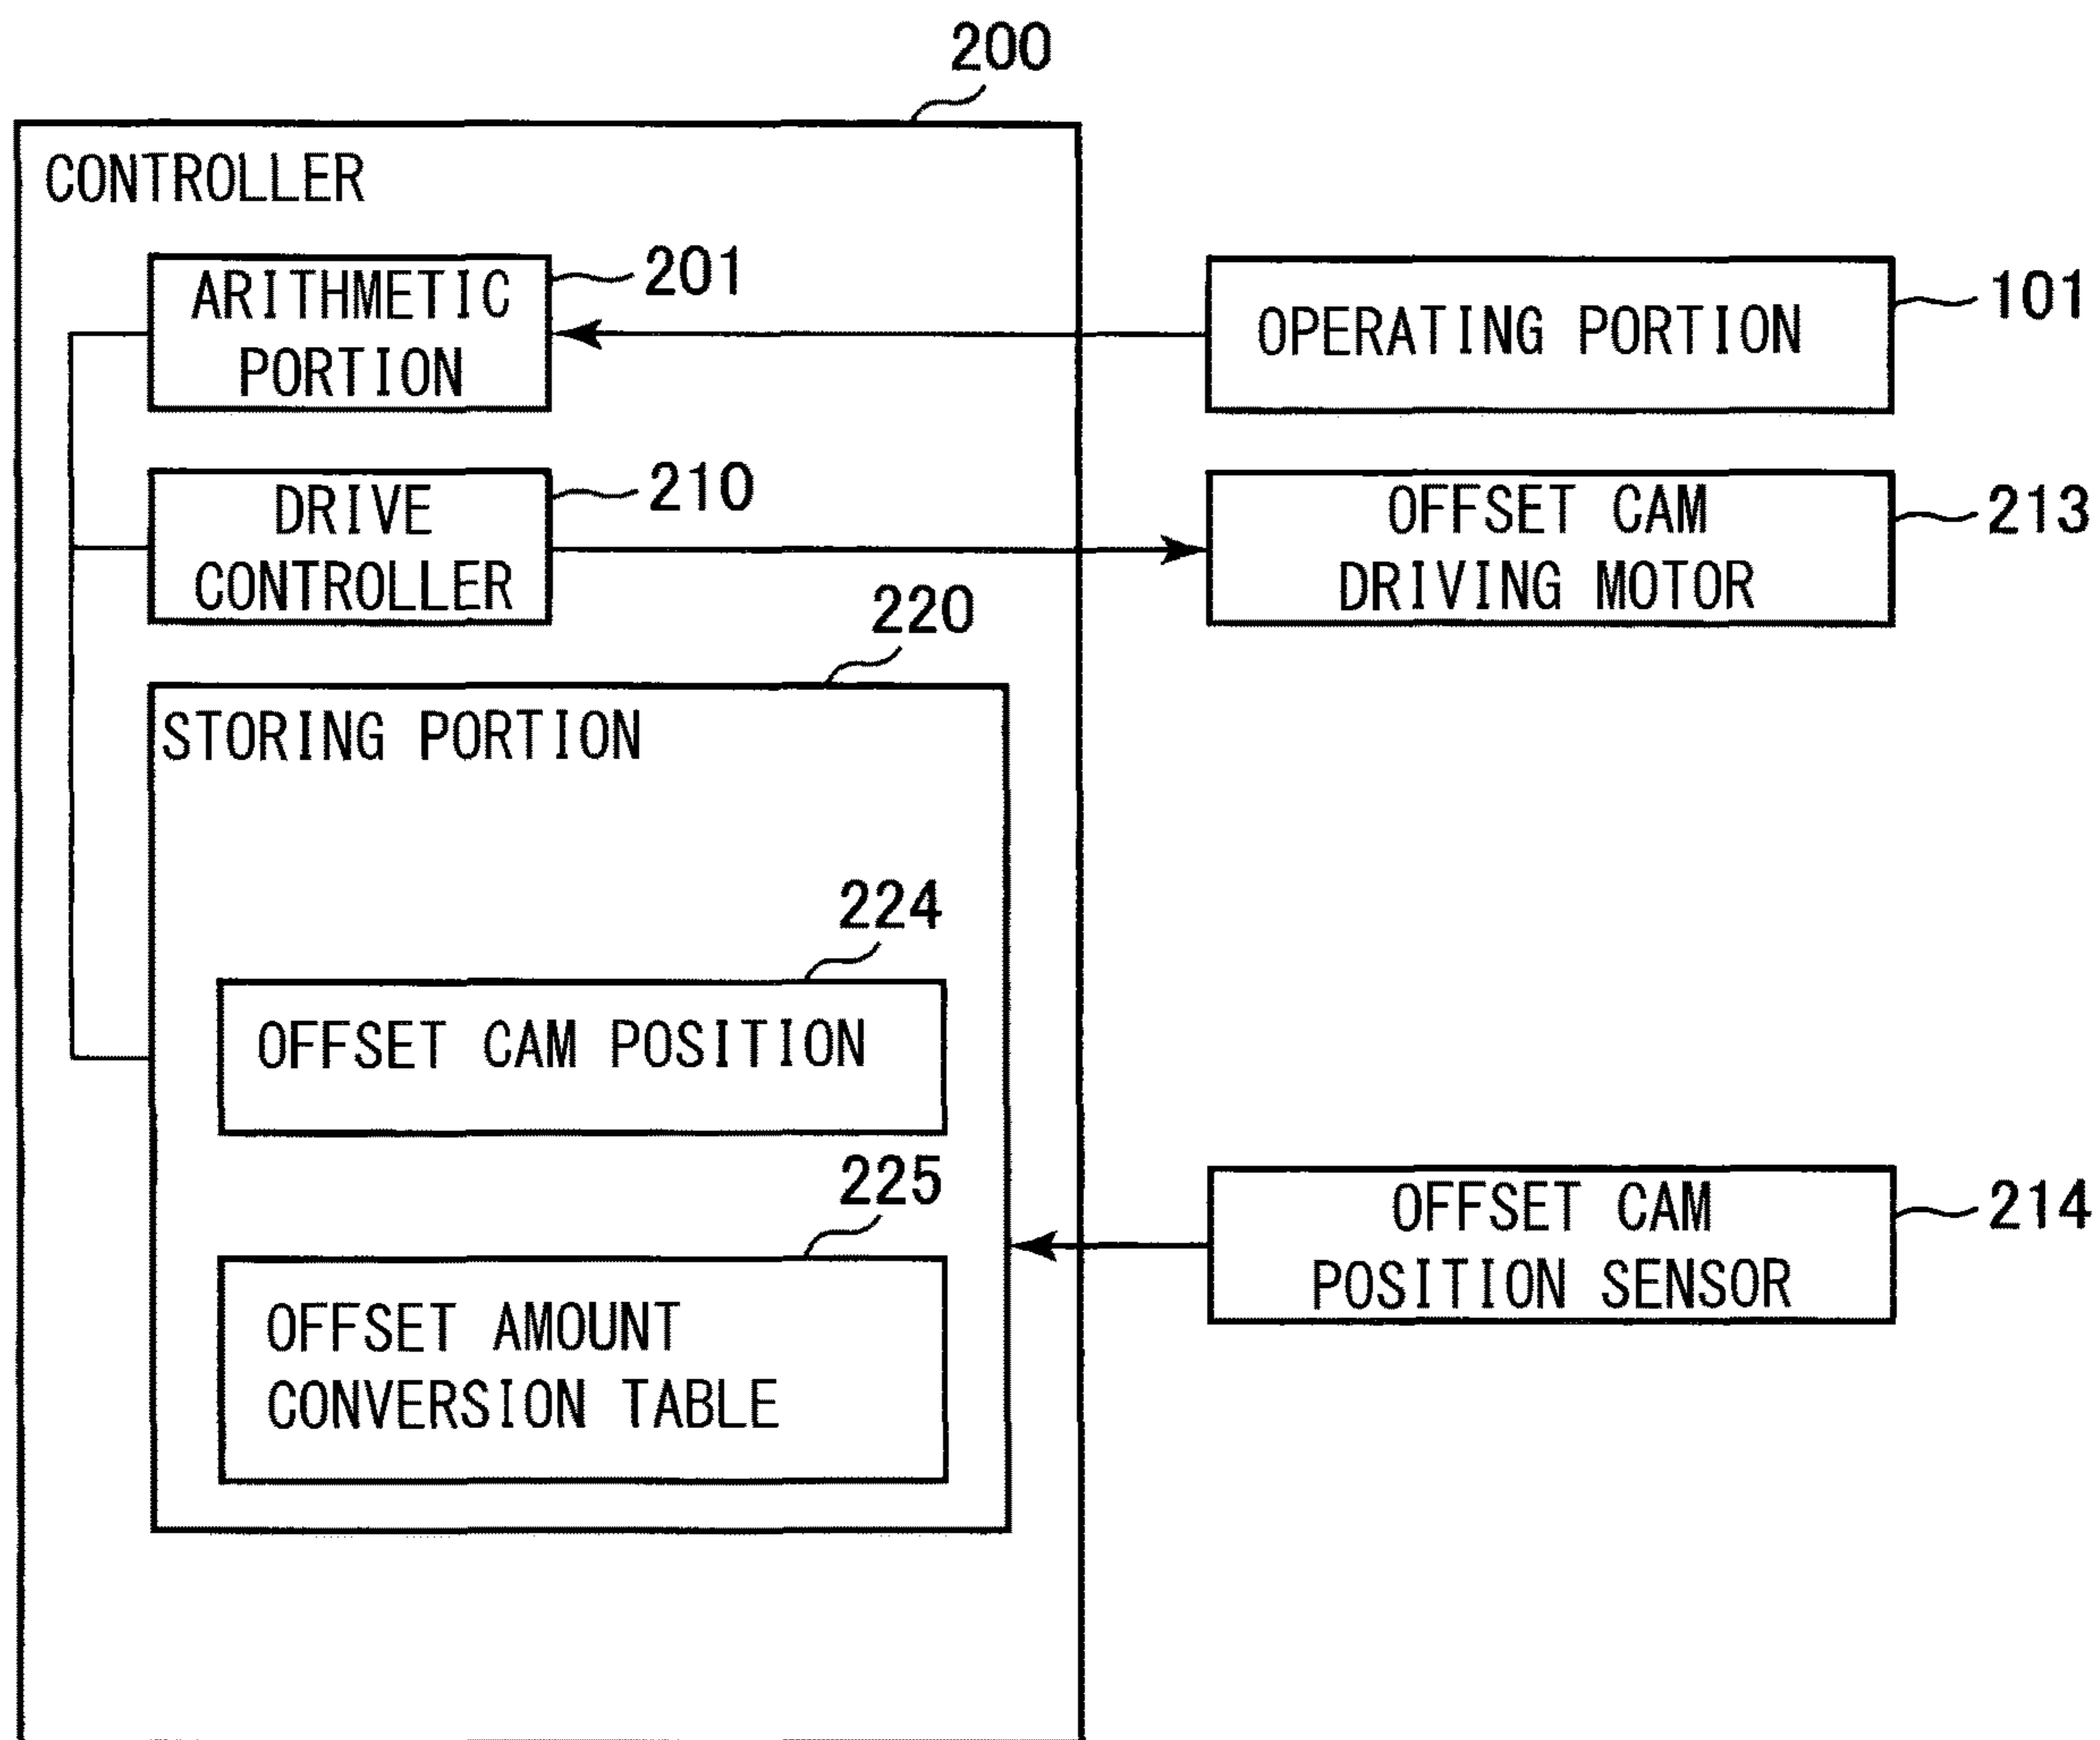 200
CONTROLLER
ARITHMETIC
PORTION
201
OPERATING PORTION
101
DRIVE
CONTROLLER
210
OFFSET CAM
DRIVING MOTOR
213
220
STORING PORTION
224
OFFSET CAM POSITION
225
OFFSET AMOUNT
CONVERSION TABLE
OFFSET CAM
POSITION SENSOR
214